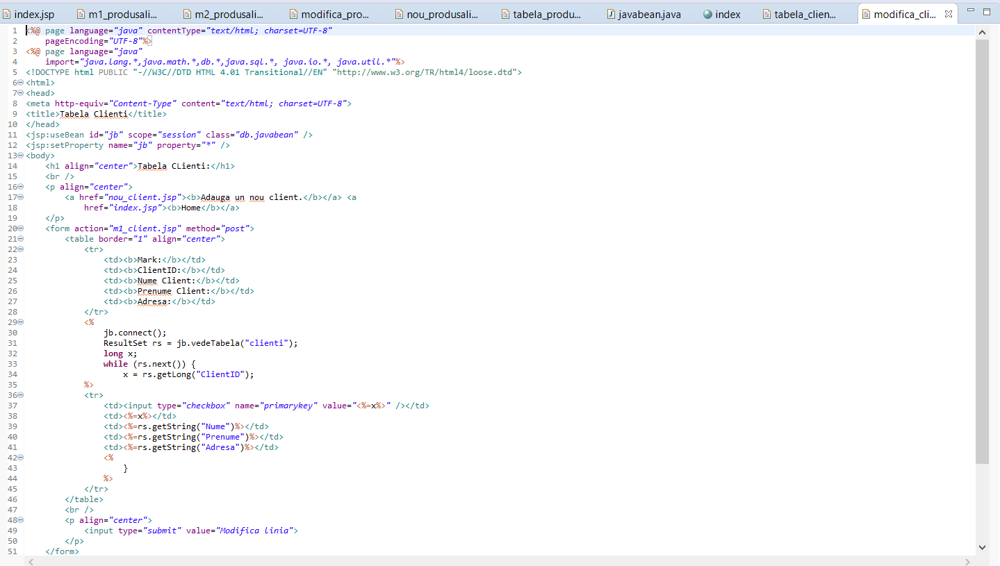 index.jsp m1_produsali... m2_produsali... modifica_pro... nou_produsali... tabela_produ... javabean.java index tabela_clien... modifica_cli...
1 <%@ page language="java" contentType="text/html; charset=UTF-8"
2     pageEncoding="UTF-8"%>
3 <%@ page language="java"
4     import="java.lang.*,java.math.*,db.*,java.sql.*, java.io.*, java.util.*"%>
5 <!DOCTYPE html PUBLIC "-//W3C//DTD HTML 4.01 Transitional//EN" "http://www.w3.org/TR/html4/loose.dtd">
6 <html>
7 <head>
8 <meta http-equiv="Content-Type" content="text/html; charset=UTF-8">
9 <title>Tabela Clienti</title>
10 </head>
11 <jsp:useBean id="jb" scope="session" class="db.javabean" />
12 <jsp:setProperty name="jb" property="*" />
13 <body>
14     <h1 align="center">Tabela CLienti:</h1>
15     <br />
16     <p align="center">
17         <a href="nou_client.jsp"><b>Adauga un nou client.</b></a> <a
18             href="index.jsp"><b>Home</b></a>
19     </p>
20     <form action="m1_client.jsp" method="post">
21         <table border="1" align="center">
22             <tr>
23                 <td><b>Mark:</b></td>
24                 <td><b>ClientID:</b></td>
25                 <td><b>Nume Client:</b></td>
26                 <td><b>Prenume Client:</b></td>
27                 <td><b>Adresa:</b></td>
28             </tr>
29             <%
30                 jb.connect();
31                 ResultSet rs = jb.vedeTabela("clienti");
32                 long x;
33                 while (rs.next()) {
34                     x = rs.getLong("ClientID");
35             %>
36             <tr>
37                 <td><input type="checkbox" name="primarykey" value="<%=x%>" /></td>
38                 <td><%=x%></td>
39                 <td><%=rs.getString("Nume")%></td>
40                 <td><%=rs.getString("Prenume")%></td>
41                 <td><%=rs.getString("Adresa")%></td>
42                 <%
43                     }
44                 %>
45             </tr>
46         </table>
47         <br />
48         <p align="center">
49             <input type="submit" value="Modifica linia">
50         </p>
51     </form>